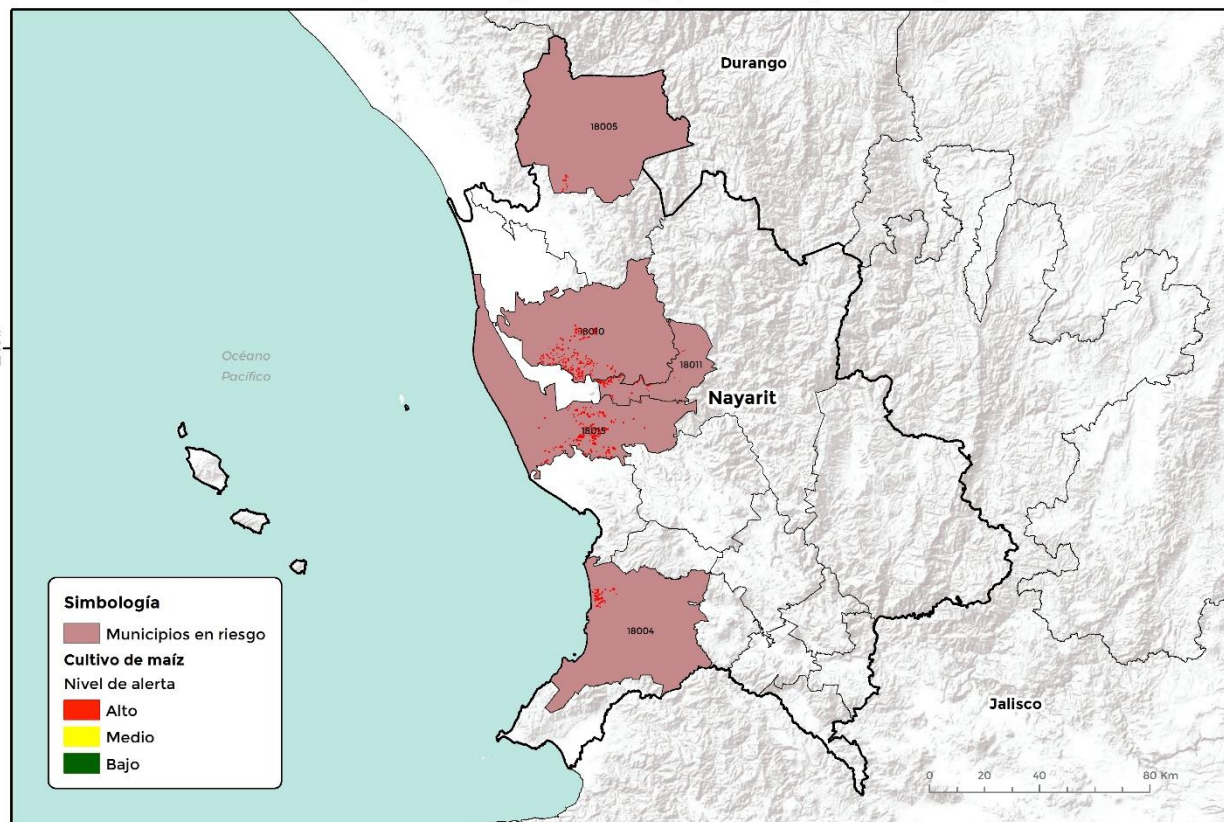 Durango
18005
18010
18011
Océano
Pacífico
Nayarit
18015
Simbología
Municipios en riesgo
18004
Cultivo de maíz
Nivel de alerta
Alto
Medio
Bajo
Jalisco
0 20 40 80 Km